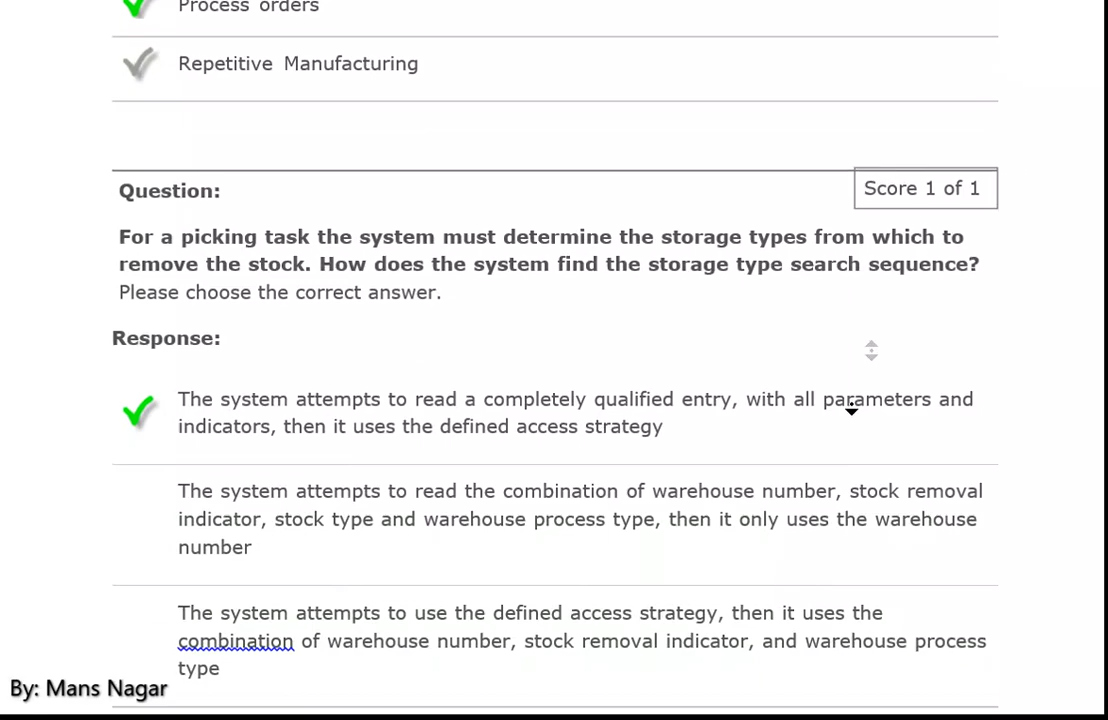 Process orders
Repetitive Manufacturing
Question:
Score 1 of 1
For a picking task the system must determine the storage types from which to
remove the stock. How does the system find the storage type search sequence?
Please choose the correct answer.
Response:
The system attempts to read a completely qualified entry, with all parameters and
indicators, then it uses the defined access strategy
The system attempts to read the combination of warehouse number, stock removal
indicator, stock type and warehouse process type, then it only uses the warehouse
number
The system attempts to use the defined access strategy, then it uses the
combination of warehouse number, stock removal indicator, and warehouse process
type
By: Mans Nagar